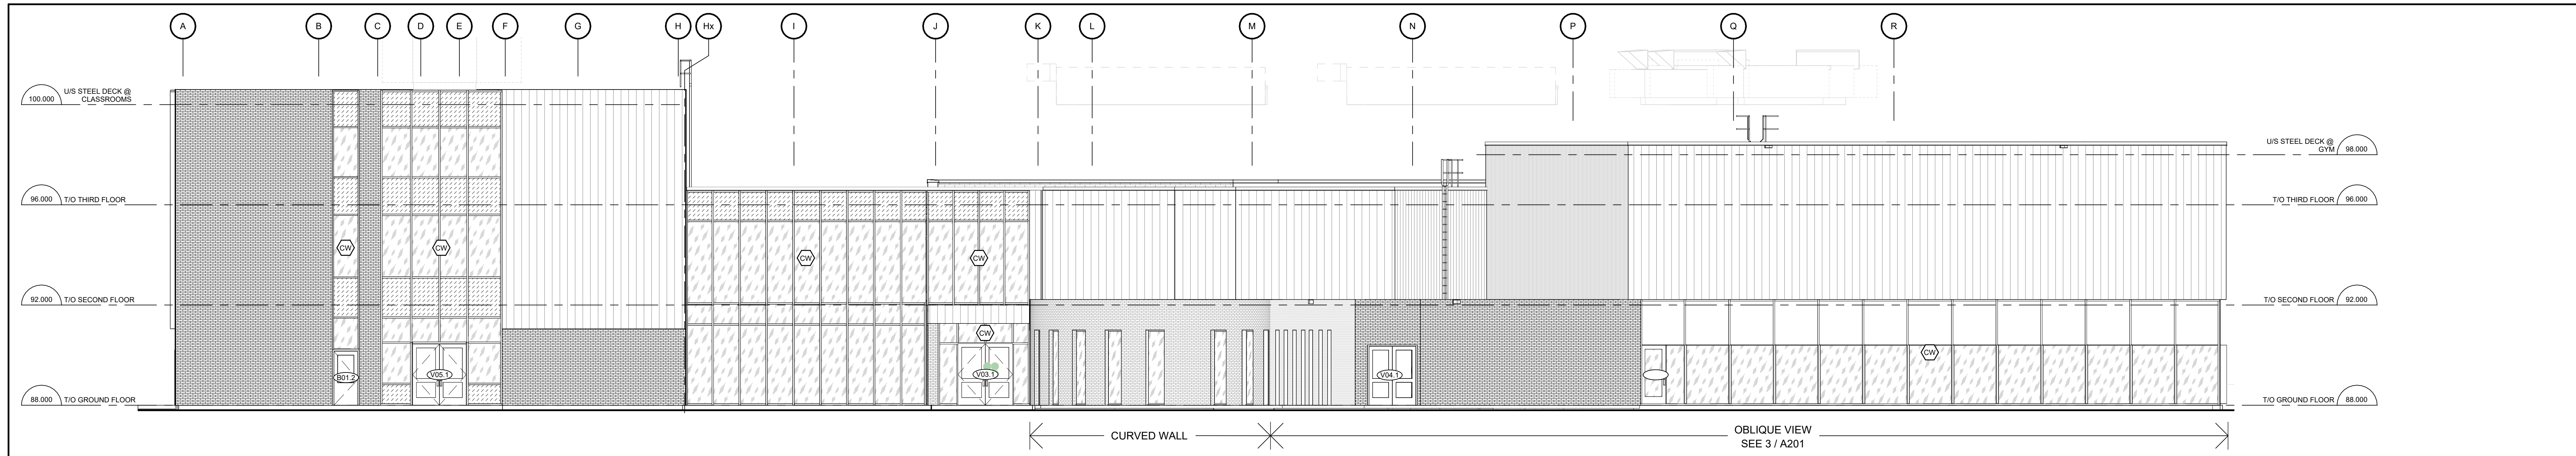 A B C D E F G H Hx I J K L M N P Q R
100.000 U/S STEEL DECK @
CLASSROOMS
U/S STEEL DECK @
GYM 98.000
96.000 T/O THIRD FLOOR
T/O THIRD FLOOR 96.000
CW CW CW CW
92.000 T/O SECOND FLOOR
T/O SECOND FLOOR 92.000
CW
CW
B01.2 V05.1 V03.1 V04.1
88.000 T/O GROUND FLOOR
T/O GROUND FLOOR 88.000
CURVED WALL
OBLIQUE VIEW
SEE 3 / A201